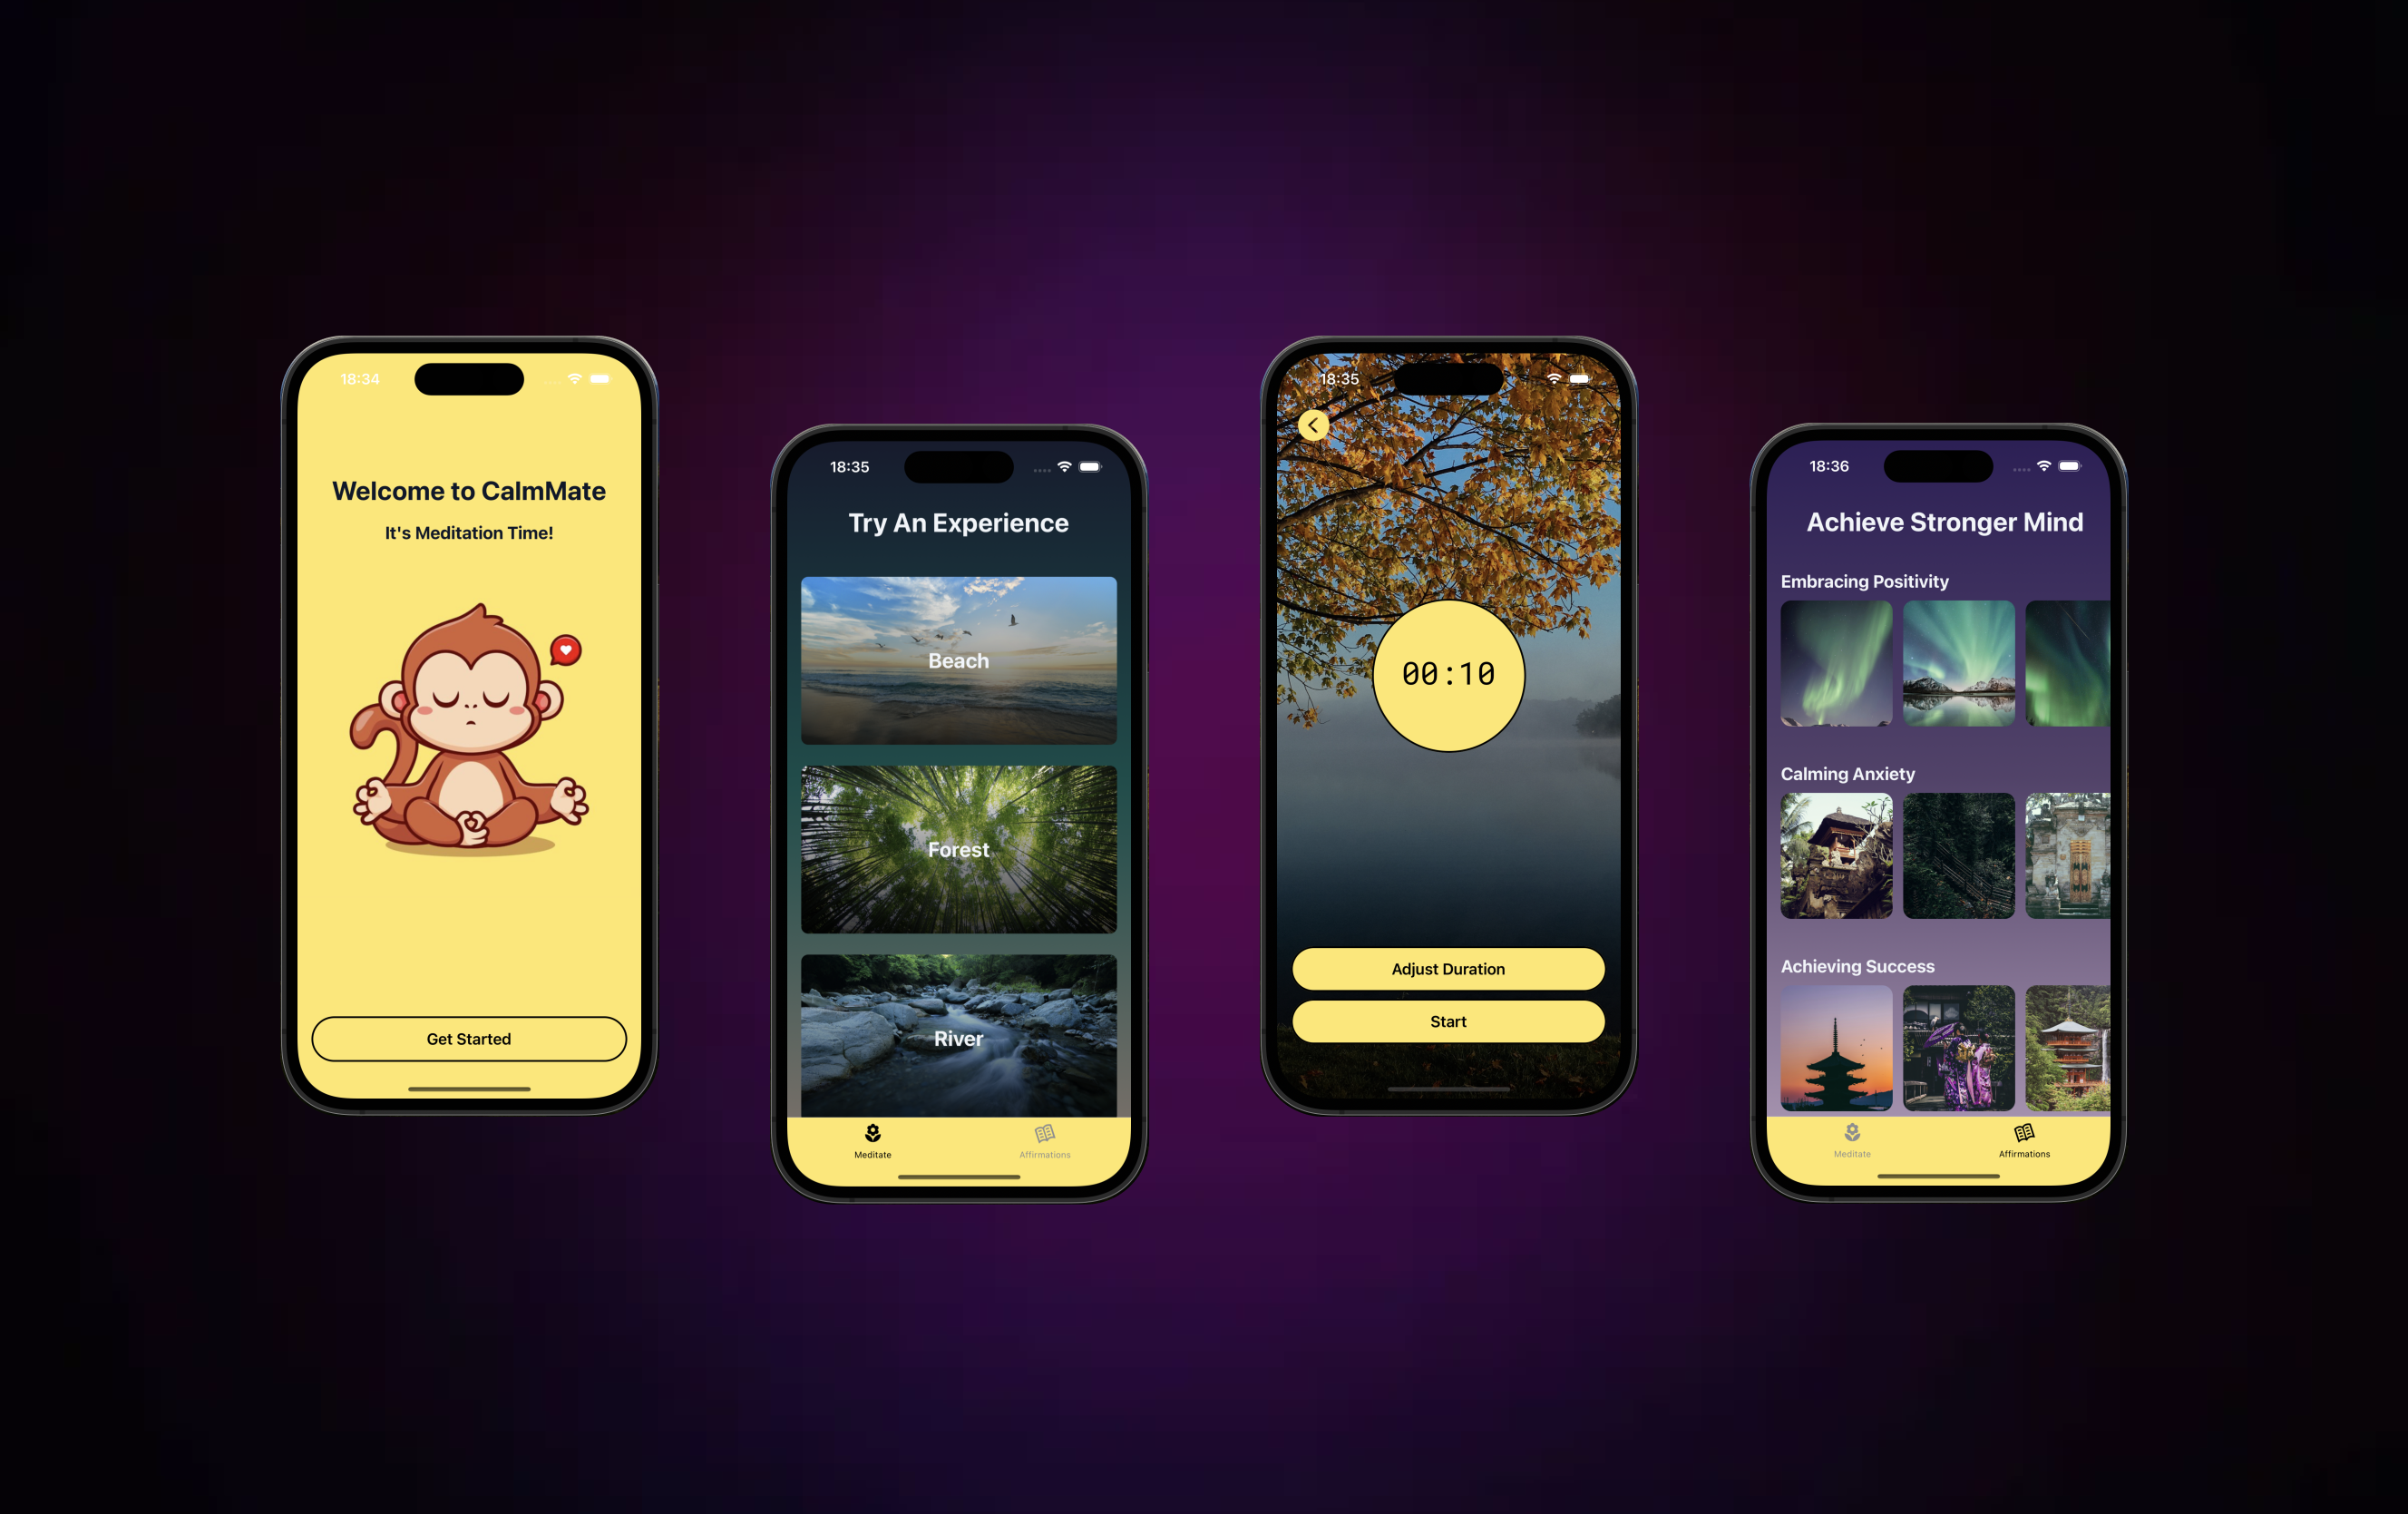 18:34
Welcome to CalmMate
It's Meditation Time!
Get Started
18:35
Try An Experience
Beach
Forest
River
Meditate
Affirmations
18:35
00:10
Adjust Duration
Start
18:36
Achieve Stronger Mind
Embracing Positivity
Calming Anxiety
Achieving Success
Meditate
Affirmations